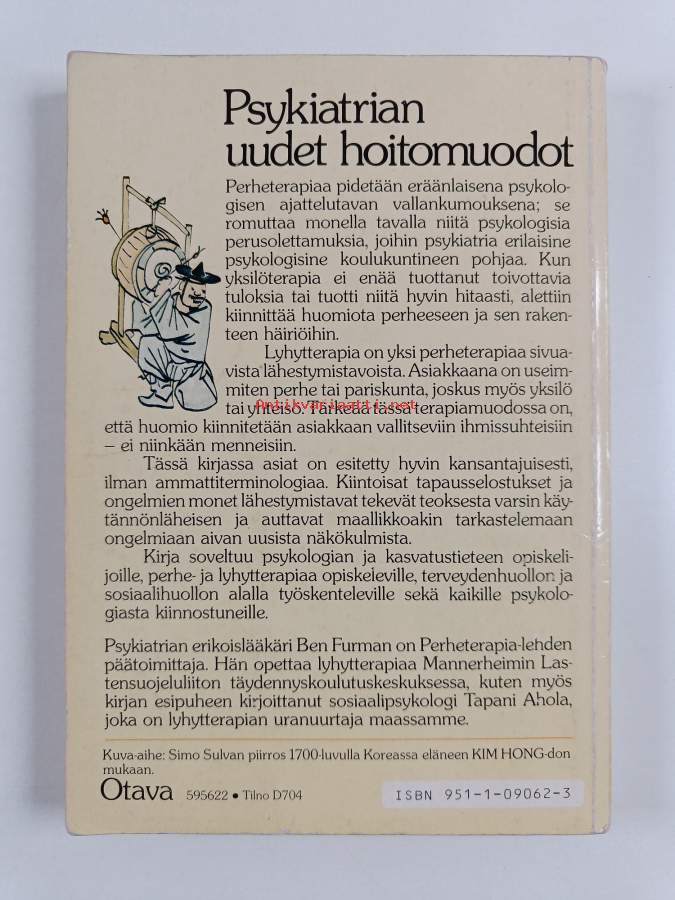 Psykiatrian
uudet hoitomuodot
Perheterapiaa pidetään eräänlaisena psykolo-
gisen ajattelutavan vallankumouksena; se
romuttaa monella tavalla niitä psykologisia
perusolettamuksia, joihin psykiatria erilaisine
psykologisine koulukuntineen pohjaa. Kun
yksilöterapia ei enää tuottanut toivottavia
tuloksia tai tuotti niitä hyvin hitaasti, alettiin
kiinnittää huomiota perheeseen ja sen raken-
teen häiriöihin.
Lyhytterapia on yksi perheterapiaa sivua-
vista lähestymistavoista. Asiakkaana on useim-
miten perhe tai pariskunta, joskus myös yksilö
tai yhteisö. Tärkeää tässä terapiamuodossa on,
Antikvariaatti.net
että huomio kiinnitetään asiakkaan vallitseviin ihmissuhteisiin
– ei niinkään menneisiin.
Tässä kirjassa asiat on esitetty hyvin kansantajuisesti,
ilman ammattiterminologiaa. Kiintoisat tapausselostukset ja
ongelmien monet lähestymistavat tekevät teoksesta varsin käy-
tännönläheisen ja auttavat maallikkoakin tarkastelemaan
ongelmiaan aivan uusista näkökulmista.
Kirja soveltuu psykologian ja kasvatustieteen opiskeli-
joille, perhe- ja lyhytterapiaa opiskeleville, terveydenhuollon ja
sosiaalihuollon alalla työskenteleville sekä kaikille psykolo-
giasta kiinnostuneille.
Psykiatrian erikoislääkäri Ben Furman on Perheterapia-lehden
päätoimittaja. Hän opettaa lyhytterapiaa Mannerheimin Las-
tensuojeluliiton täydennyskoulutuskeskuksessa, kuten myös
kirjan esipuheen kirjoittanut sosiaalipsykologi Tapani Ahola,
joka on lyhytterapian uranuurtaja maassamme.
Kuva-aihe: Simo Sulvan piirros 1700-luvulla Koreassa eläneen KIM HONG-don
mukaan.
Otava 595622 • Tilno D704
ISBN 951-1-09062-3